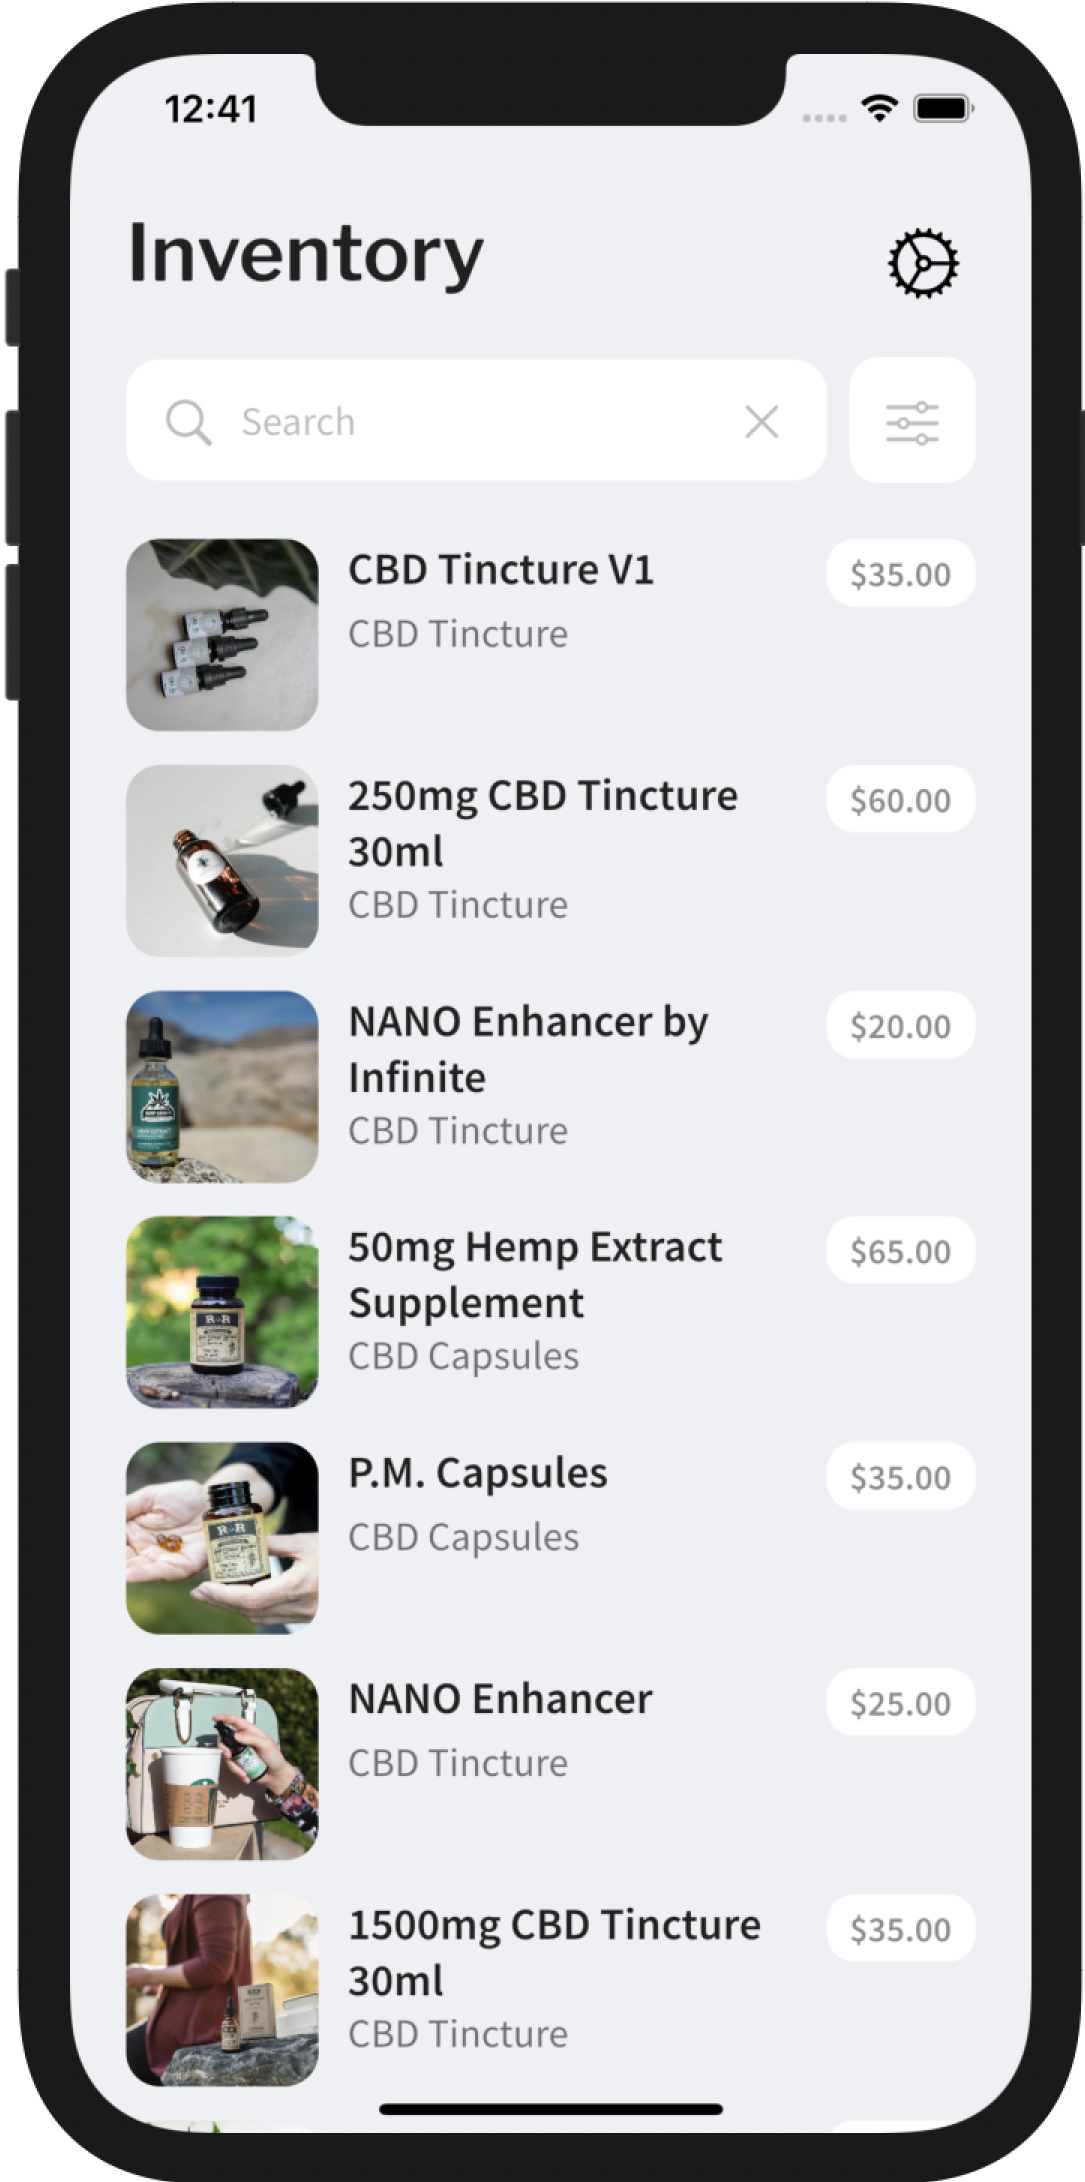 12:41
Inventory
Search
CBD Tincture V1
$35.00
CBD Tincture
250mg CBD Tincture
30ml
$60.00
CBD Tincture
NANO Enhancer by
Infinite
$20.00
CBD Tincture
50mg Hemp Extract
Supplement
$65.00
CBD Capsules
R R
P.M. Capsules
$35.00
CBD Capsules
R R
NANO Enhancer
$25.00
CBD Tincture
1500mg CBD Tincture
30ml
$35.00
CBD Tincture